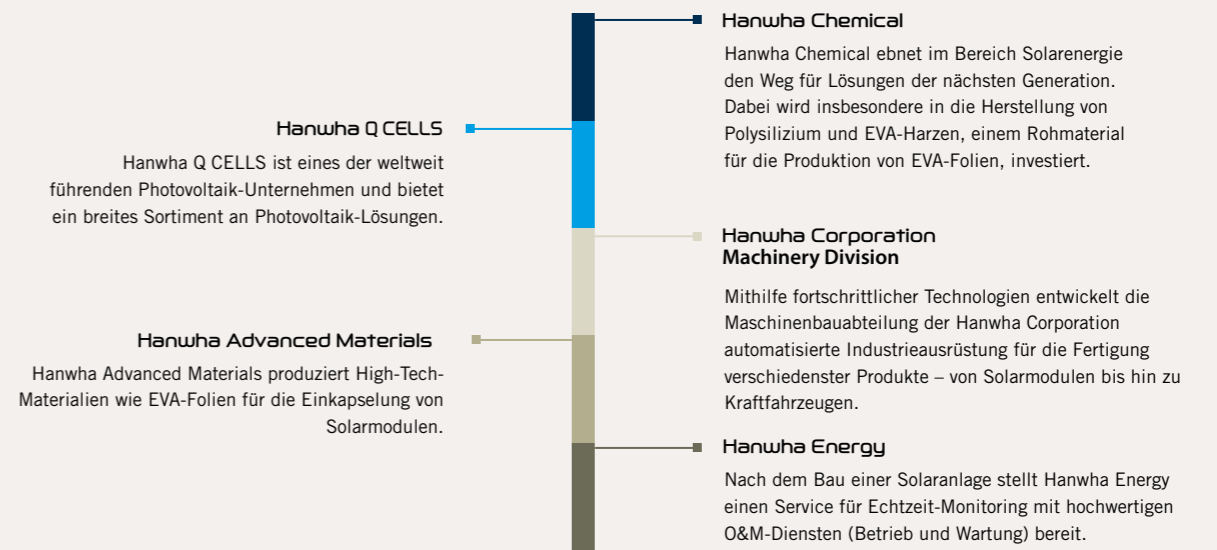 Hanwha Chemical
Hanwha Chemical ebnet im Bereich Solarenergie
den Weg für Lösungen der nächsten Generation.
Dabei wird insbesondere in die Herstellung von
Polysilizium und EVA-Harzen, einem Rohmaterial
für die Produktion von EVA-Folien, investiert.
Hanwha Q CELLS
Hanwha Q CELLS ist eines der weltweit
führenden Photovoltaik-Unternehmen und bietet
ein breites Sortiment an Photovoltaik-Lösungen.
Hanwha Corporation
Machinery Division
Mithilfe fortschrittlicher Technologien entwickelt die
Maschinenbauabteilung der Hanwha Corporation
automatisierte Industrieausrüstung für die Fertigung
verschiedenster Produkte – von Solarmodulen bis hin zu
Kraftfahrzeugen.
Hanwha Advanced Materials
Hanwha Advanced Materials produziert High-Tech-
Materialien wie EVA-Folien für die Einkapselung von
Solarmodulen.
Hanwha Energy
Nach dem Bau einer Solaranlage stellt Hanwha Energy
einen Service für Echtzeit-Monitoring mit hochwertigen
O&M-Diensten (Betrieb und Wartung) bereit.